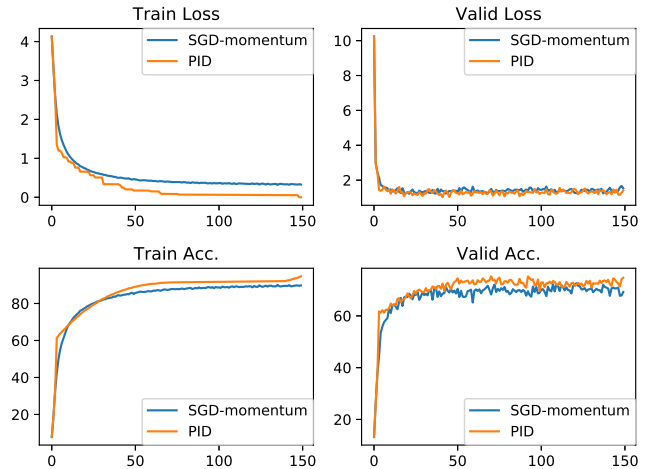 Train Loss
4
3
2
1
0
0 50 100 150
SGD-momentum
PID
Valid Loss
10
8
6
4
2
0 50 100 150
SGD-momentum
PID
Train Acc.
80
60
40
20
0 50 100 150
SGD-momentum
PID
Valid Acc.
60
40
20
0 50 100 150
SGD-momentum
PID